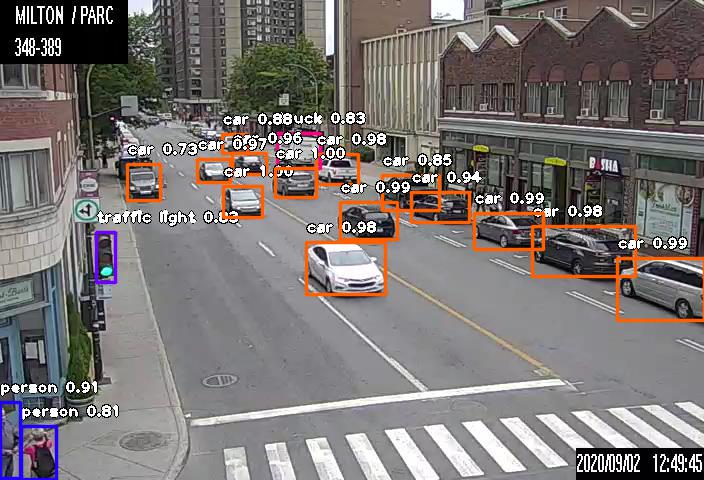 MILTON / PARC
348-389
car 0.88
uck 0.83
car 0.73
0.97
0.96
car 0.98
car 1.00
car 1.00
car 0.85
car 0.94
car 0.99
traffic light 0.83
car 0.98
car 0.99
car 0.98
car 0.99
person 0.91
person 0.81
2020/09/02 12:49:45